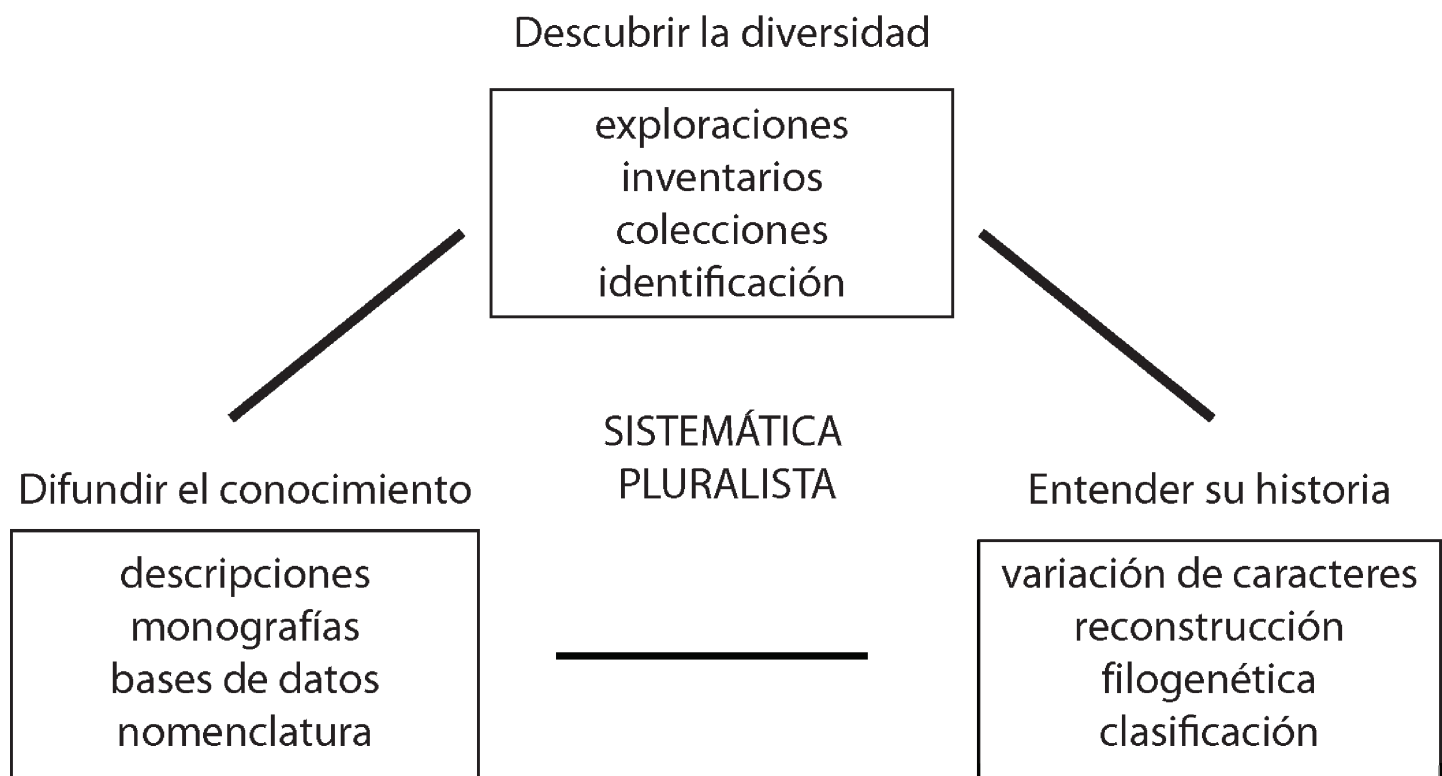 Descubrir la diversidad
exploraciones
inventarios
colecciones
identificación
SISTEMÁTICA
PLURALISTA
Difundir el conocimiento
descripciones
monografías
bases de datos
nomenclatura
Entender su historia
variación de caracteres
reconstrucción
filogenética
clasificación